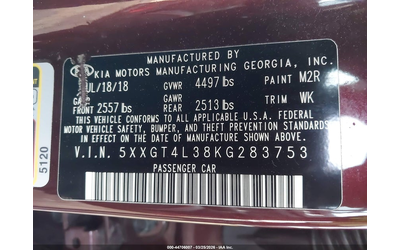 MANUFACTURED BY
KIA MOTORS MANUFACTURING GEORGIA, INC.
JUL/18/18 GVWR 4497 lbs PAINT M2R
GAWR GAWR
FRONT 2557 lbs REAR 2513 lbs TRIM WK
THIS VEHICLE CONFORMS TO ALL APPLICABLE
U.S. FEDERAL MOTOR VEHICLE
SAFETY, BUMPER, AND THEFT PREVENTION STANDARDS
IN EFFECT ON THE DATE OF MANUFACTURE SHOWN ABOVE.
V.I.N. 5XXGT4L38KG283753
PASSENGER CAR
5120